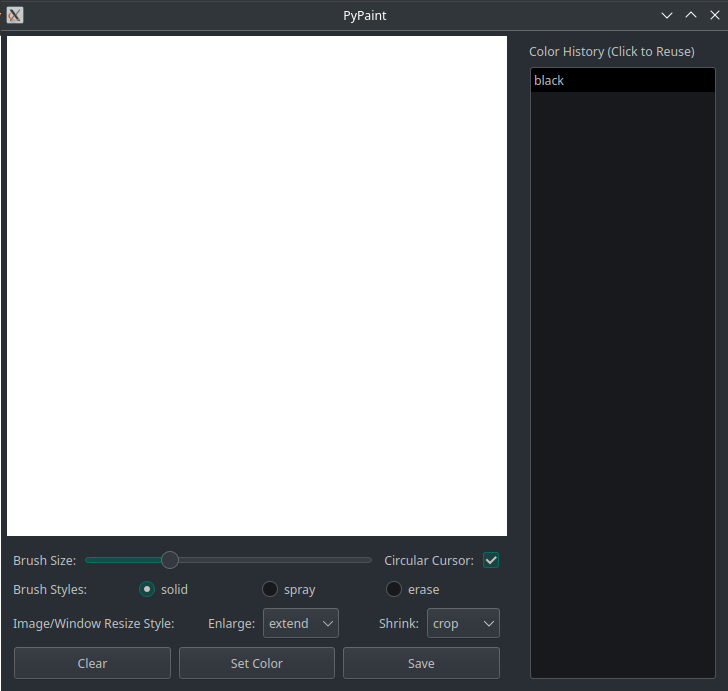 PyPaint
Color History (Click to Reuse)
black
Brush Size:
Circular Cursor:
Brush Styles: solid spray erase
Image/Window Resize Style: Enlarge: extend Shrink: crop
Clear Set Color Save